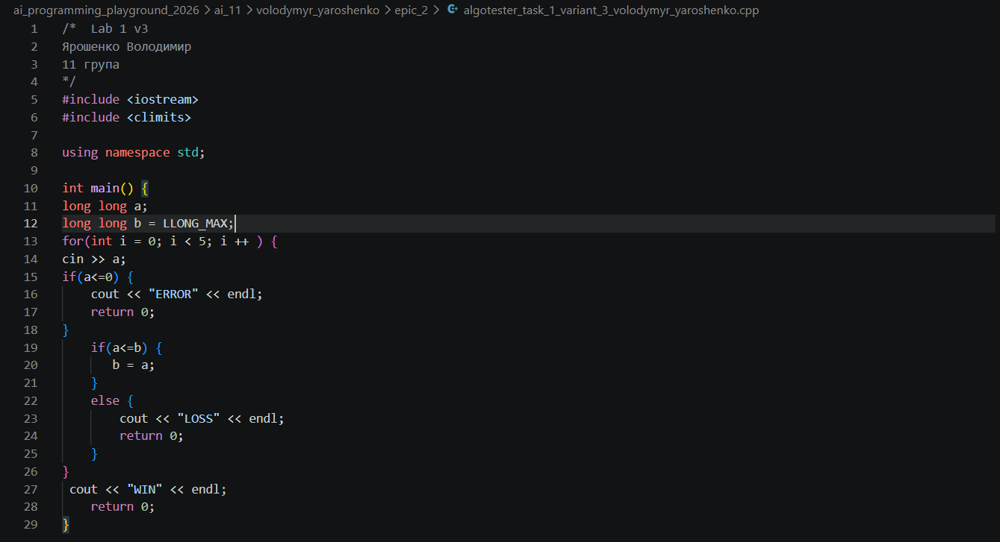 ai_programming_playground_2026 > ai_11 > volodymyr_yaroshenko > epic_2 > algotester_task_1_variant_3_volodymyr_yaroshenko.cpp
1 /*  Lab 1 v3
2 Ярошенко Володимир
3 11 група
4 */
5 #include <iostream>
6 #include <climits>
7
8 using namespace std;
9
10 int main() {
11 long long a;
12 long long b = LLONG_MAX;
13 for(int i = 0; i < 5; i ++ ) {
14 cin >> a;
15 if(a<=0) {
16     cout << "ERROR" << endl;
17     return 0;
18 }
19     if(a<=b) {
20        b = a;
21     }
22     else {
23         cout << "LOSS" << endl;
24         return 0;
25     }
26 }
27  cout << "WIN" << endl;
28     return 0;
29 }